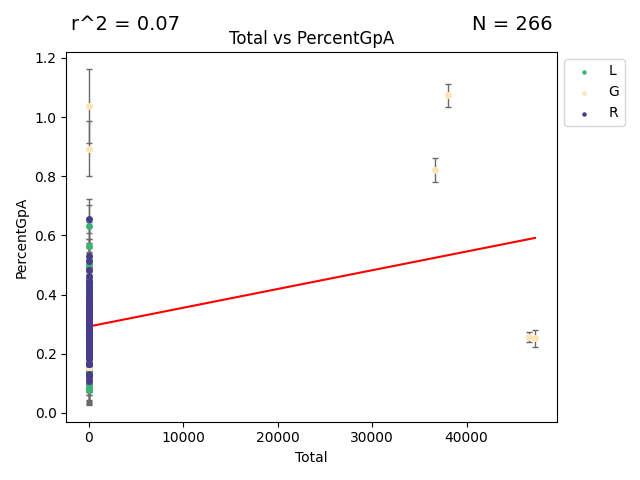 r^2 = 0.07
N = 266
Total vs PercentGpA
L
G
R
PercentGpA
1.2
1.0
0.8
0.6
0.4
0.2
0.0
0
10000
20000
30000
40000
Total